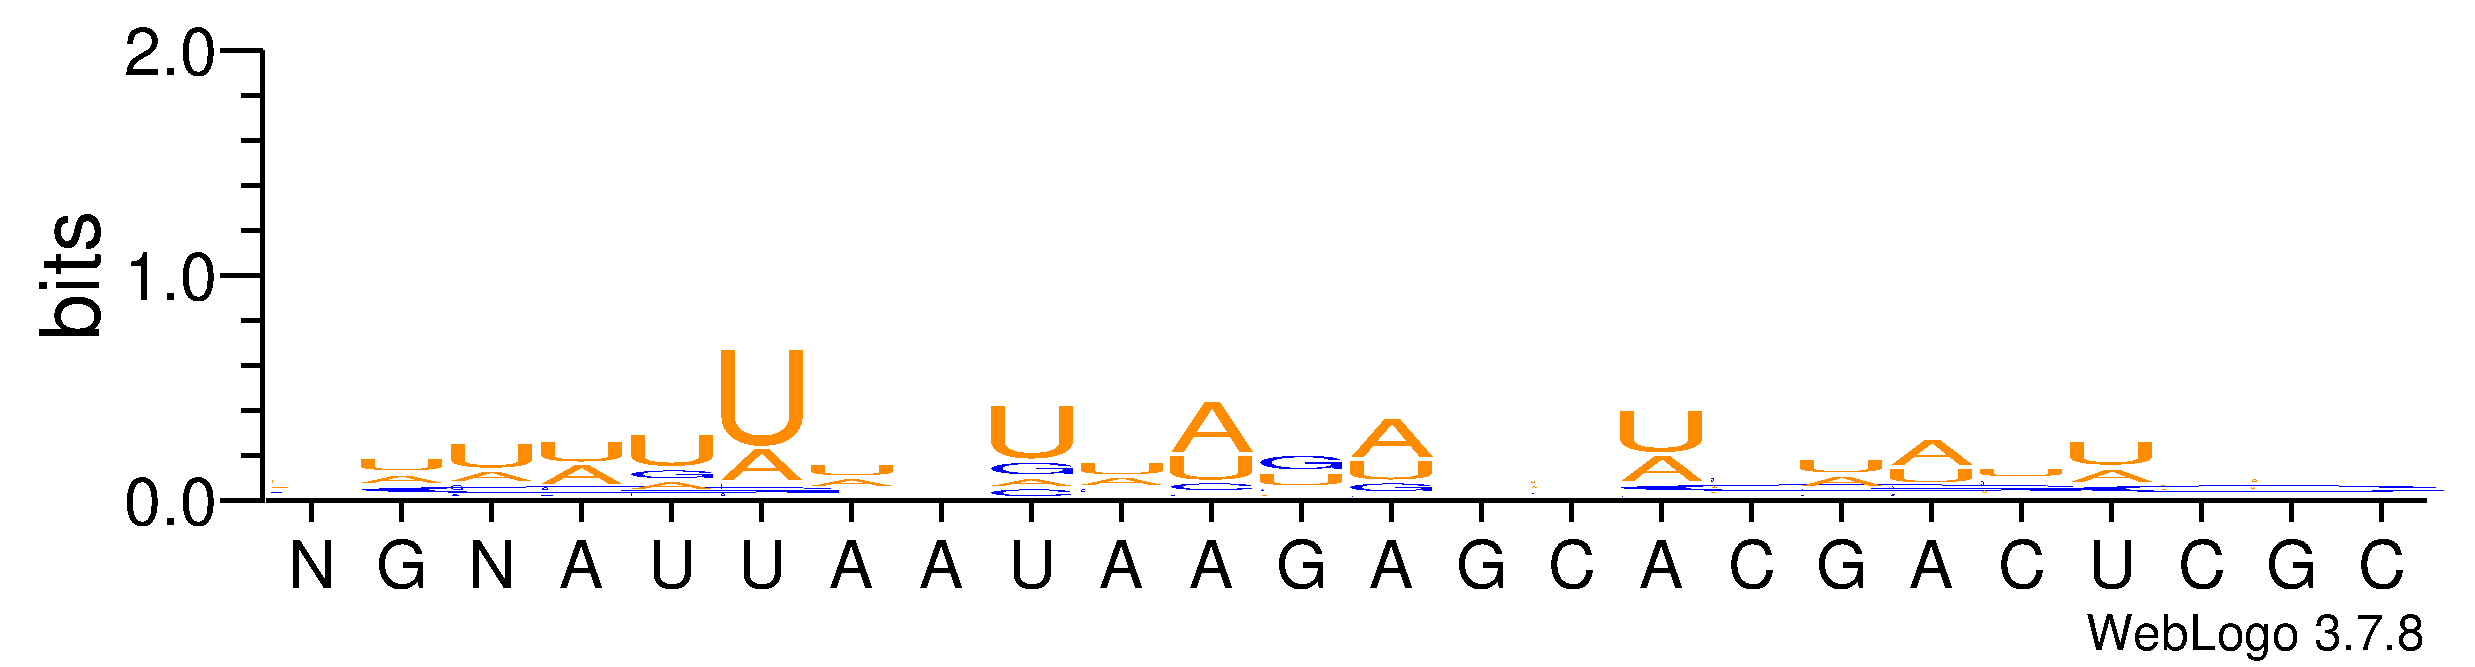 2.0
1.0
0.0
bits
N G N A U U A A U A A G A G C A C G A C U C G C
WebLogo 3.7.8